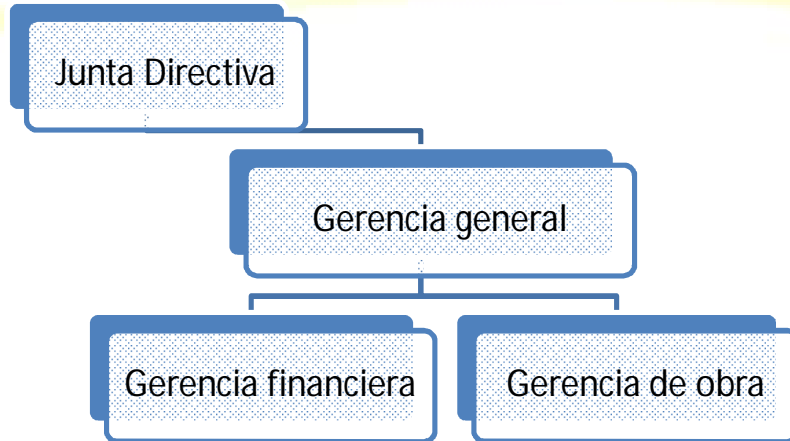 Junta Directiva
Gerencia general
Gerencia financiera
Gerencia de obra